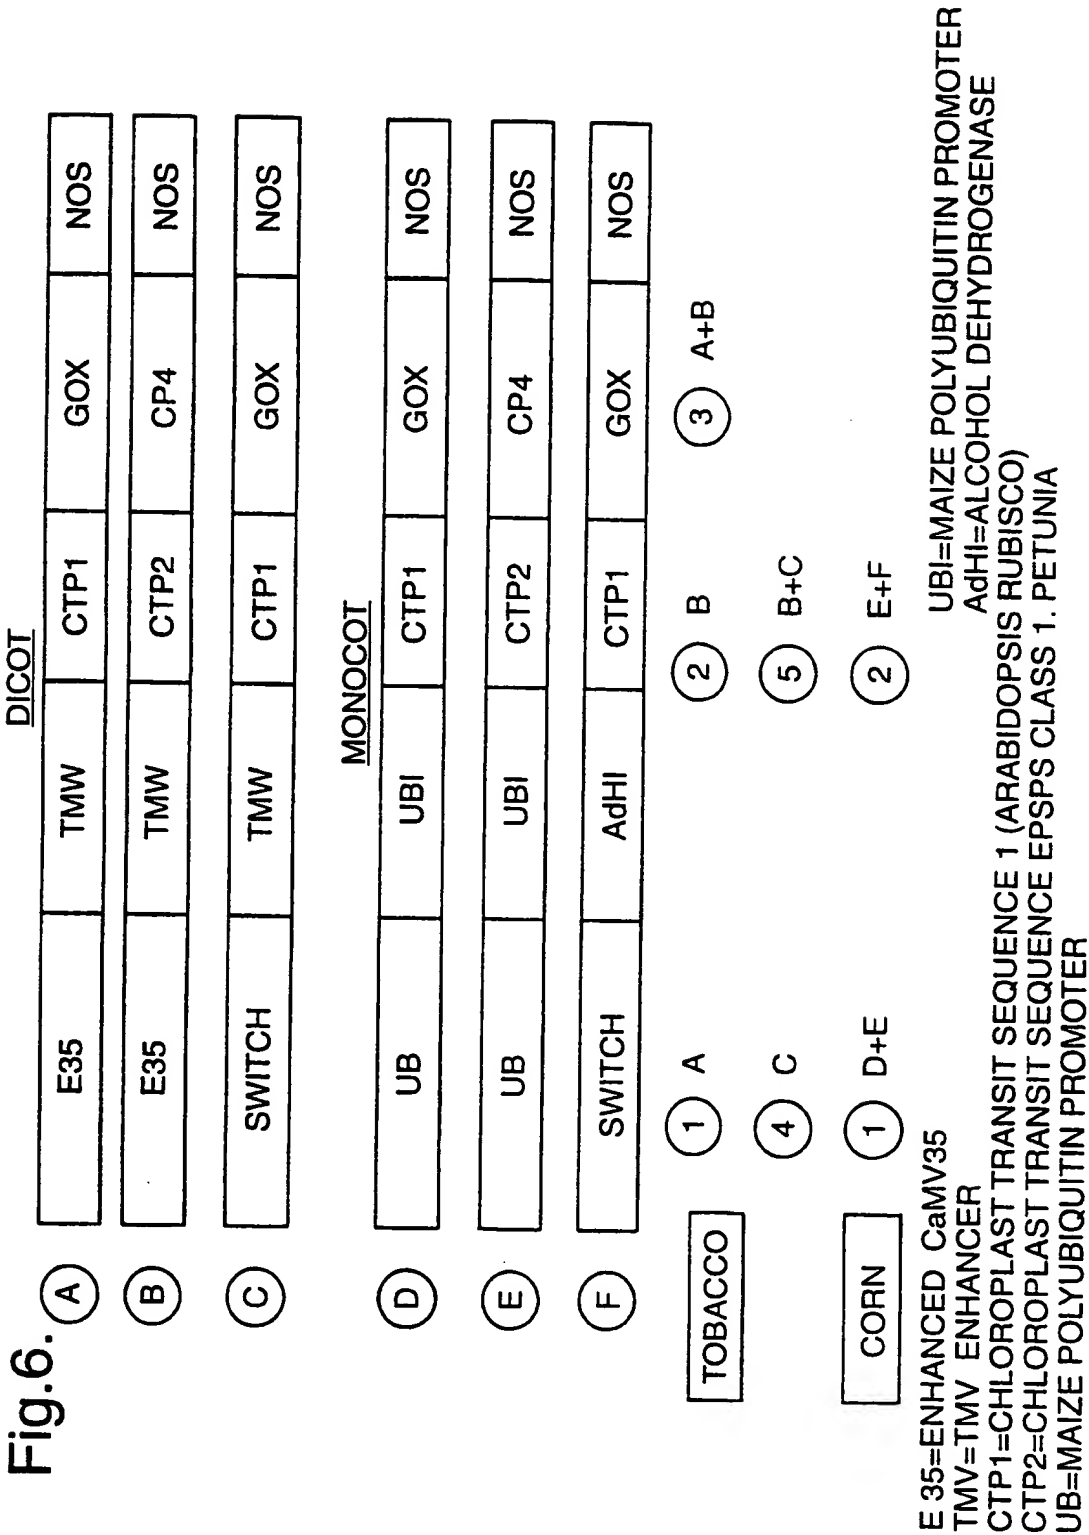 Fig.6.
DICOT
A E35 TMW CTP1 GOX NOS
B E35 TMW CTP2 CP4 NOS
C SWITCH TMW CTP1 GOX NOS
MONOCOT
D UB UBI CTP1 GOX NOS
E UB UBI CTP2 CP4 NOS
F SWITCH AdHI CTP1 GOX NOS
TOBACCO 1 A 2 B 3 A+B
4 C 5 B+C
CORN 1 D+E 2 E+F
E 35=ENHANCED CaMV35
TMV=TMV ENHANCER
CTP1=CHLOROPLAST TRANSIT SEQUENCE 1 (ARABIDOPSIS RUBISCO)
CTP2=CHLOROPLAST TRANSIT SEQUENCE EPSPS CLASS 1. PETUNIA
UB=MAIZE POLYUBIQUITIN PROMOTER
UBI=MAIZE POLYUBIQUITIN PROMOTER
AdHI=ALCOHOL DEHYDROGENASE